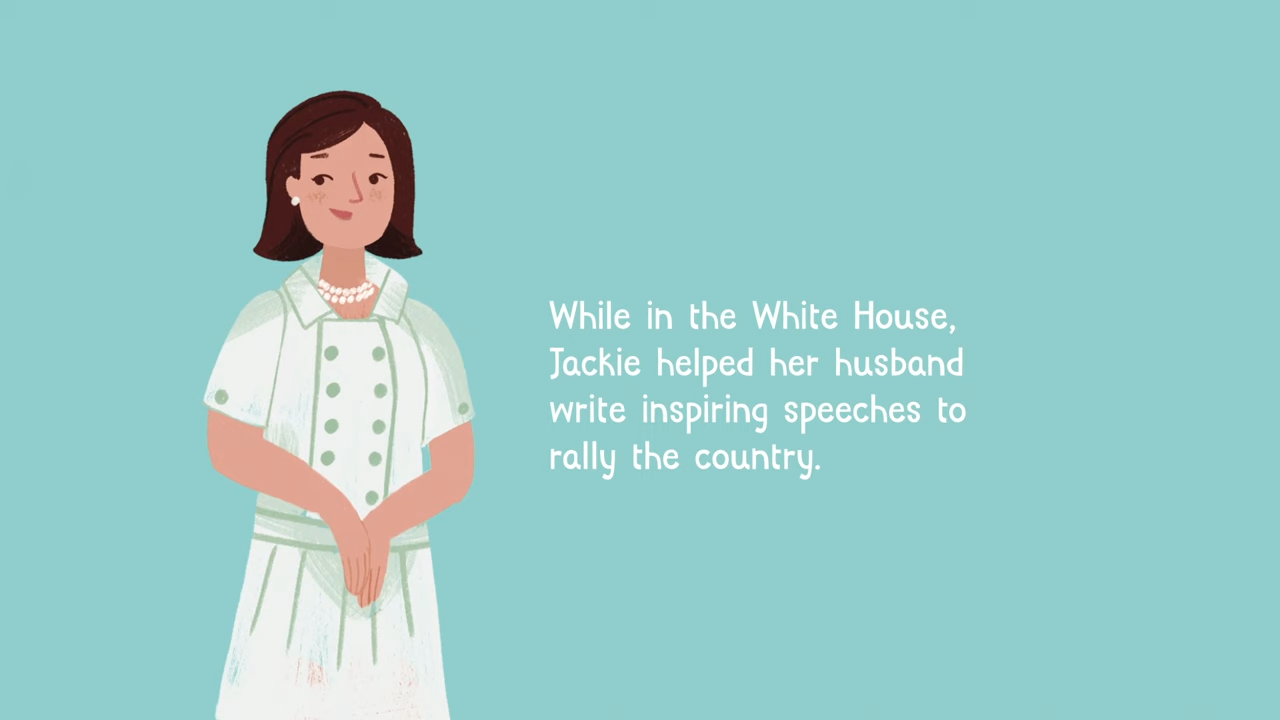 While in the White House,
Jackie helped her husband
write inspiring speeches to
rally the country.